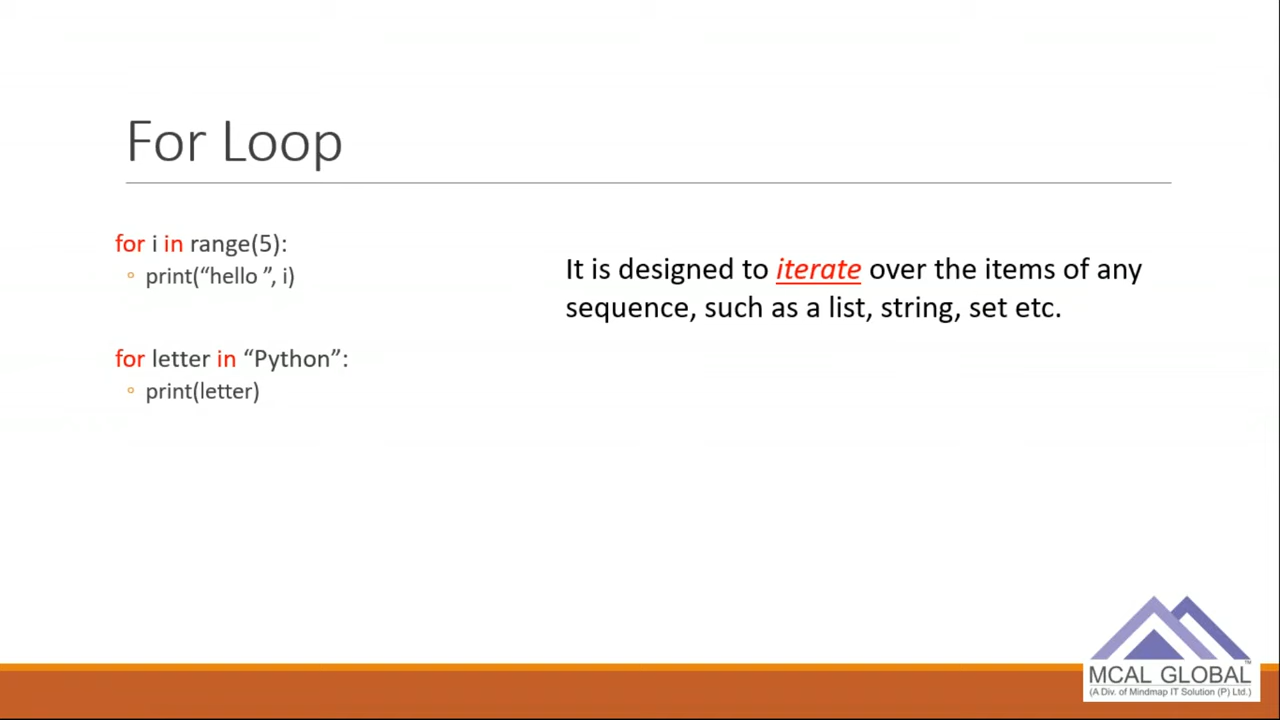 For Loop
for i in range(5):
◦ print(“hello ”, i)
for letter in “Python”:
◦ print(letter)
It is designed to iterate over the items of any
sequence, such as a list, string, set etc.
MCAL GLOBAL™
(A Div. of Mindmap IT Solution (P) Ltd.)